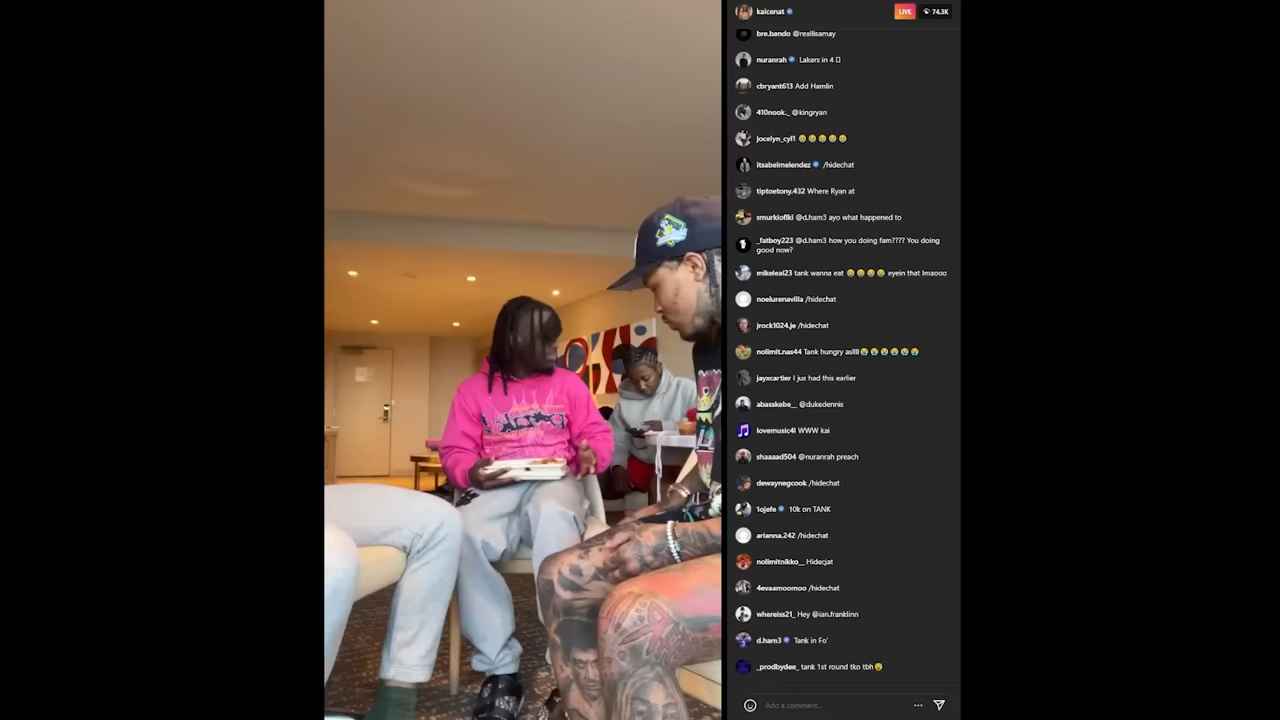 kaicenat
LIVE
74.3K
bre.bando @reallisamay
nuranrah Lakers in 4
cbryant613 Add Hamlin
410nook._ @kingryan
jocelyn_cyf1 😂😂😂😂😂
itsabelmelendez /hidechat
tiptoetony.432 Where Ryan at
smurkiofiki @d.ham3 ayo what happened to
_fatboy223 @d.ham3 how you doing fam???? You doing
good now?
mikeleal23 tank wanna eat 😂😂😂😂 eyein that lmaooo
noelurenavilla /hidechat
jrock1024.je /hidechat
nolimit.nas44 Tank hungry asllll😭😭😭😭😭😭
jayxcartier I jus had this earlier
abasskebe__ @dukedennis
lovemusic4l WWW kai
shaaaad504 @nuranrah preach
dewaynegcook /hidechat
1ojefe 10k on TANK
arianna.242 /hidechat
nolimitnikko__ Hidecjat
4evaamoomoo /hidechat
whereiss21_ Hey @ian.franklinn
d.ham3 Tank in Fo'
_prodbydee_ tank 1st round tko tbh😮
Add a comment...